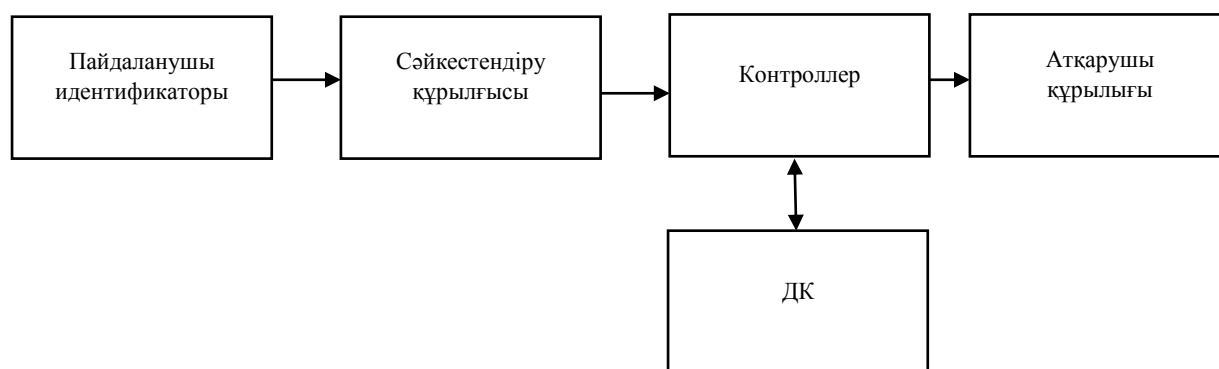 Пайдаланушы
идентификаторы
Сәйкестендіру
құрылғысы
Контроллер
Атқарушы
құрылығы
ДК